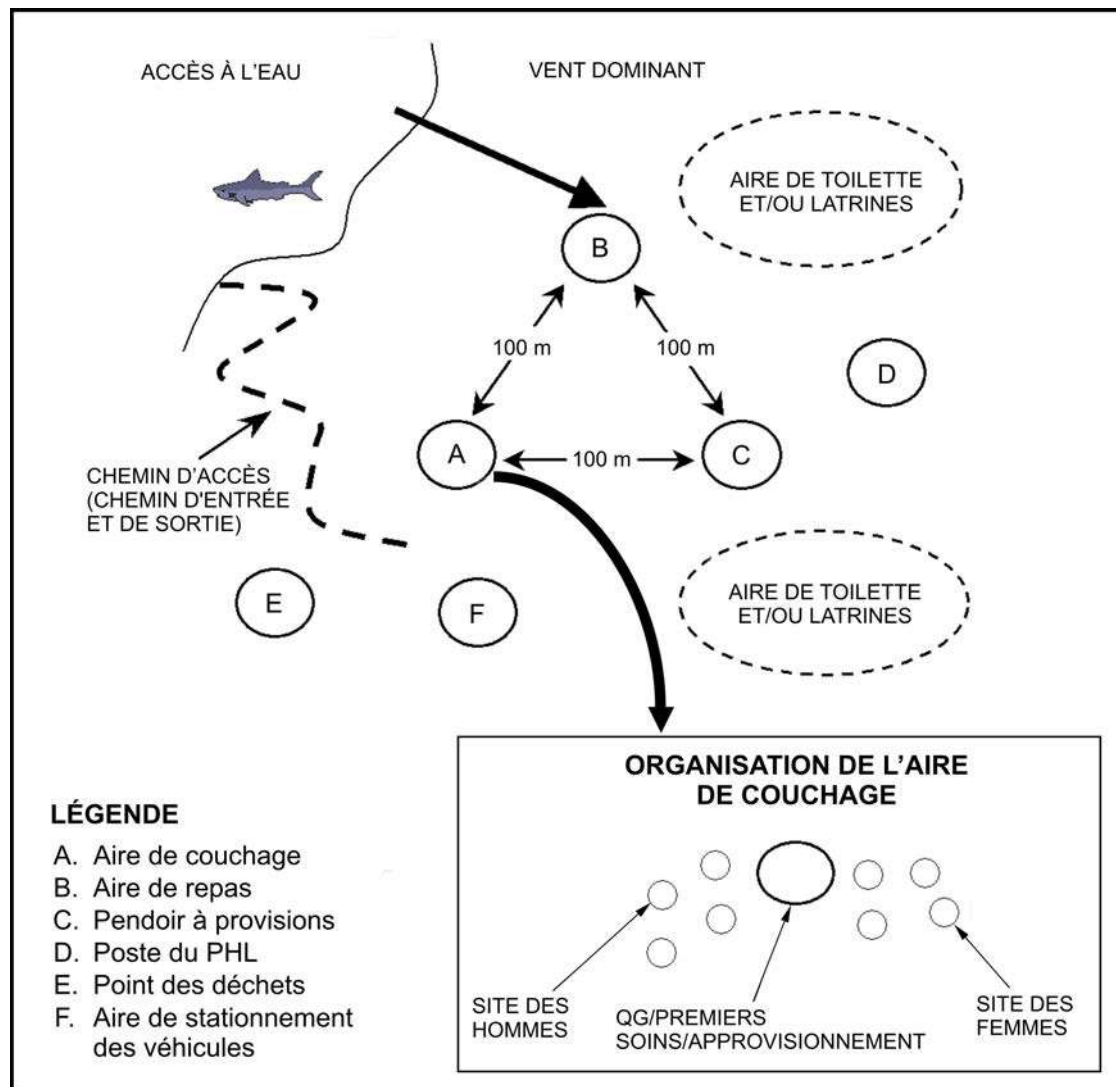 ACCÈS À L'EAU
VENT DOMINANT
AIRE DE TOILETTE
ET/OU LATRINES
B
100 m
100 m
D
A
100 m
C
CHEMIN D'ACCÈS
(CHEMIN D'ENTRÉE
ET DE SORTIE)
E
F
AIRE DE TOILETTE
ET/OU LATRINES
ORGANISATION DE L'AIRE
DE COUCHAGE
SITE DES
HOMMES
QG/PREMIERS
SOINS/APPROVISIONNEMENT
SITE DES
FEMMES
LÉGENDE
A. Aire de couchage
B. Aire de repas
C. Pendoir à provisions
D. Poste du PHL
E. Point des déchets
F. Aire de stationnement
des véhicules